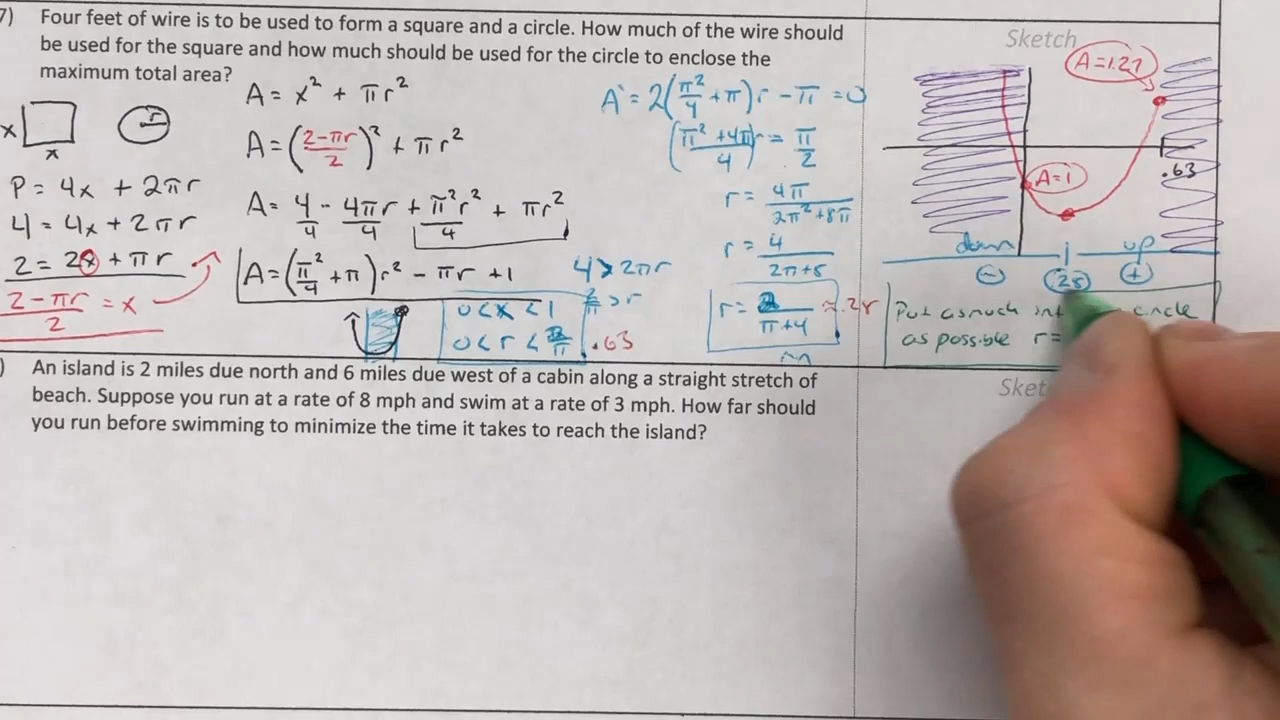 7) Four feet of wire is to be used to form a square and a circle. How much of the wire should
be used for the square and how much should be used for the circle to enclose the
maximum total area?
x
x
r
P = 4x + 2πr
4 = 4x + 2πr
2 = 2x + πr
(2-πr)/2 = x
A = x² + πr²
A = ((2-πr)/2)² + πr²
A = 4/4 - 4πr/4 + π²r²/4 + πr²
A = (π²/4 + π)r² - πr + 1
0 < x < 1
0 < r < 2/π .63
4 > 2πr
2/π > r
A' = 2(π²/4 + π)r - π = 0
((π² + 4π)/4)r = π/2
r = 4π/(2π² + 8π)
r = 4/(2π + 8)
r = 2/(π+4) ≈ .28
m
Sketch
A = 1.27
A = 1
.63
down
up
−
.28
+
Put as much circle
as possible r =
) An island is 2 miles due north and 6 miles due west of a cabin along a straight stretch of
beach. Suppose you run at a rate of 8 mph and swim at a rate of 3 mph. How far should
you run before swimming to minimize the time it takes to reach the island?